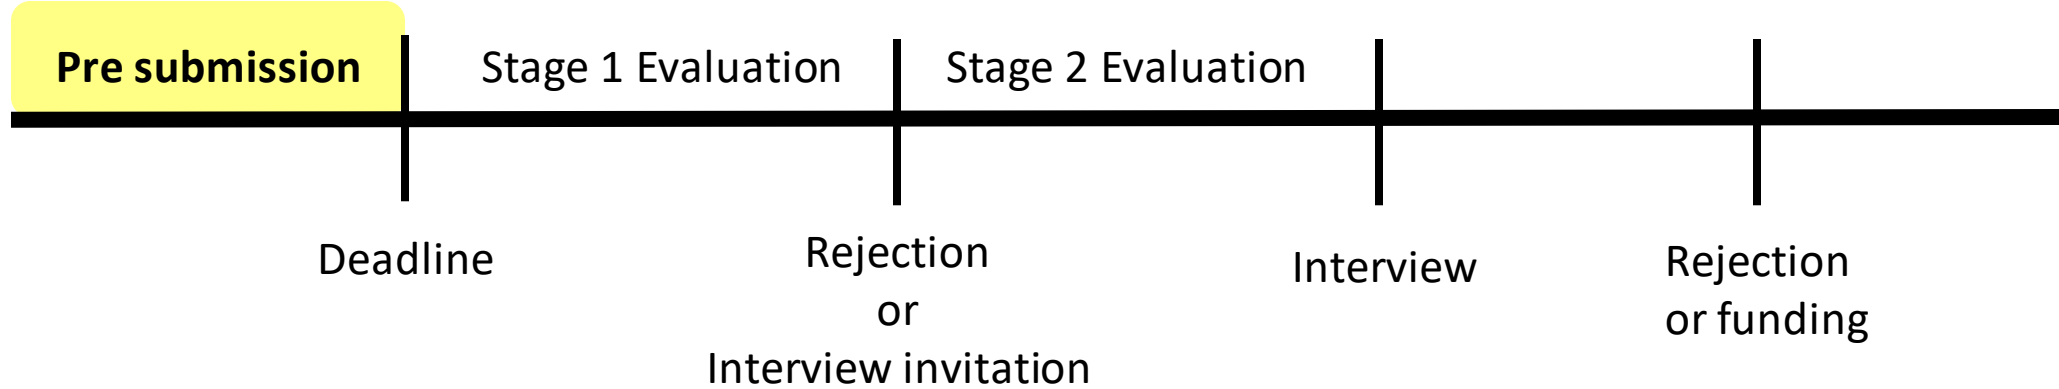 Pre submission
Stage 1 Evaluation
Stage 2 Evaluation
Deadline
Rejection
or
Interview invitation
Interview
Rejection
or funding